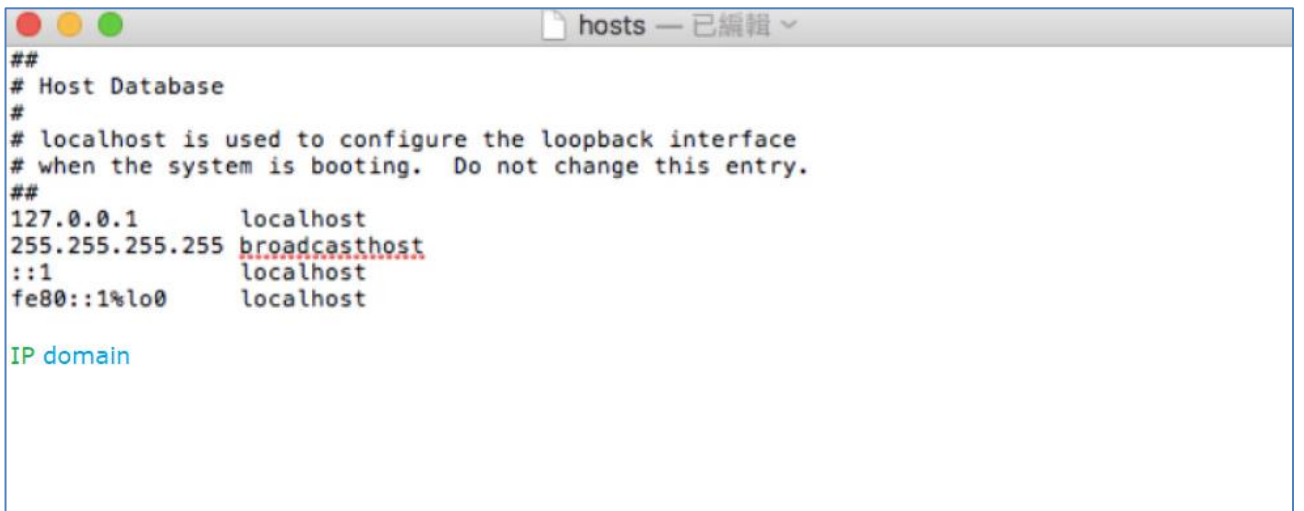 hosts — 已編輯
##
# Host Database
#
# localhost is used to configure the loopback interface
# when the system is booting.  Do not change this entry.
##
127.0.0.1       localhost
255.255.255.255 broadcasthost
::1             localhost
fe80::1%lo0     localhost
IP domain